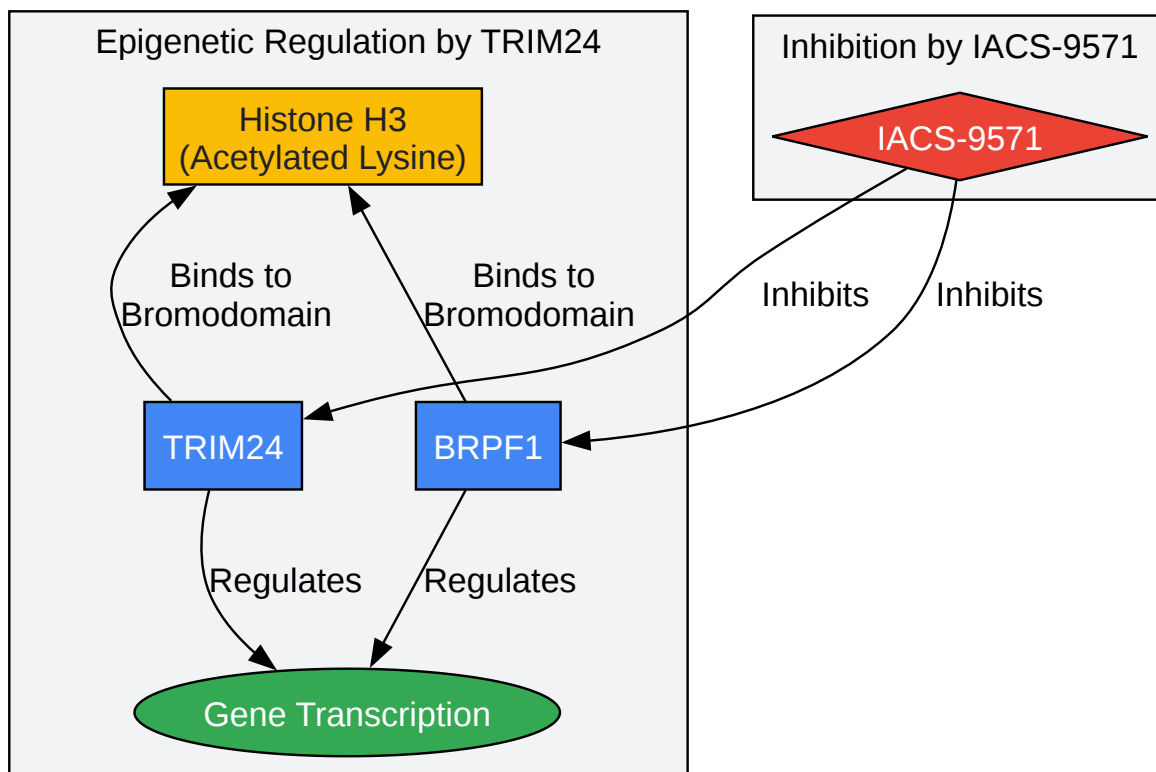 Epigenetic Regulation by TRIM24
Inhibition by IACS-9571
Histone H3
(Acetylated Lysine)
IACS-9571
Binds to
Bromodomain
Binds to
Bromodomain
Inhibits
Inhibits
TRIM24
BRPF1
Regulates
Regulates
Gene Transcription